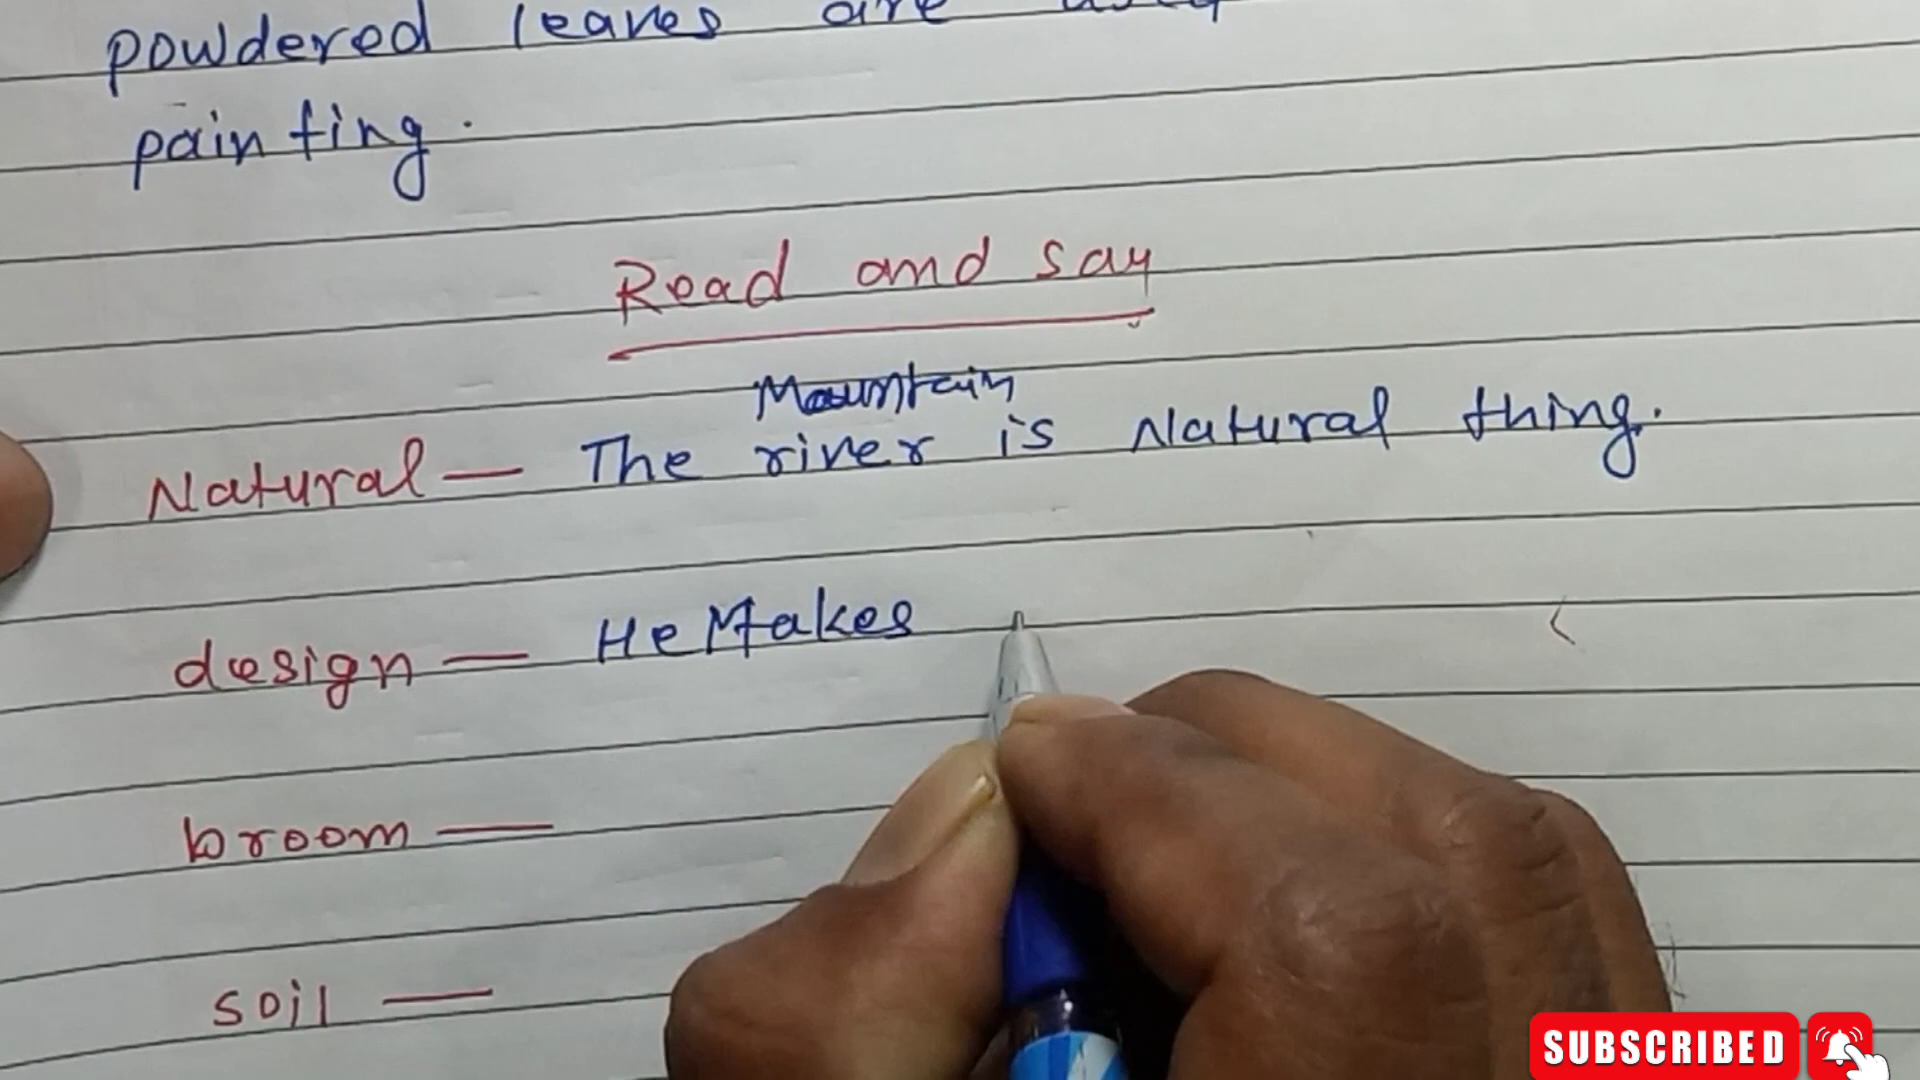 powdered leaves are
painting.
Read and say
Mountain
Natural — The river is Natural thing.
design — He Makes
broom —
soil —
SUBSCRIBED